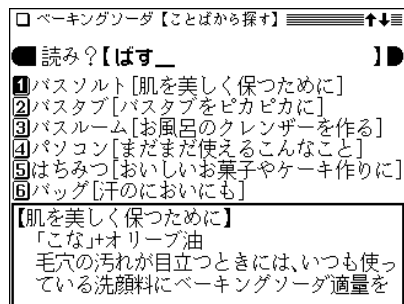 ベーキングソーダ【ことばから探す】
読み?【ばす＿ 】
1バスソルト[肌を美しく保つために]
2バスタブ[バスタブをピカピカに]
3バスルーム[お風呂のクレンザーを作る]
4パソコン[まだまだ使えるこんなこと]
5はちみつ[おいしいお菓子やケーキ作りに]
6バッグ[汗のにおいにも]
【肌を美しく保つために】
「こな」+オリーブ油
毛穴の汚れが目立つときには、いつも使っ
ている洗顔料にベーキングソーダ適量を